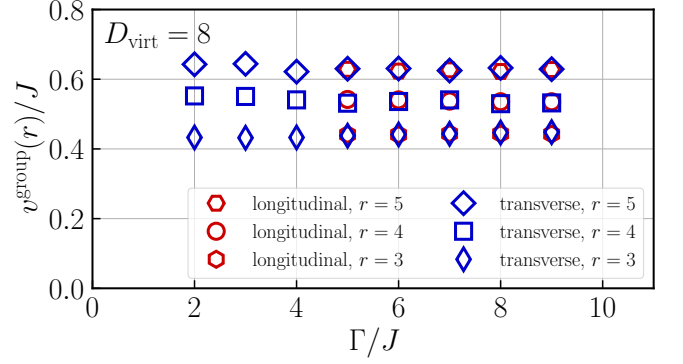 D_virt = 8
v^group(r)/J
0.8
0.6
0.4
0.2
0.0
longitudinal, r = 5
longitudinal, r = 4
longitudinal, r = 3
transverse, r = 5
transverse, r = 4
transverse, r = 3
0 2 4 6 8 10
Γ/J